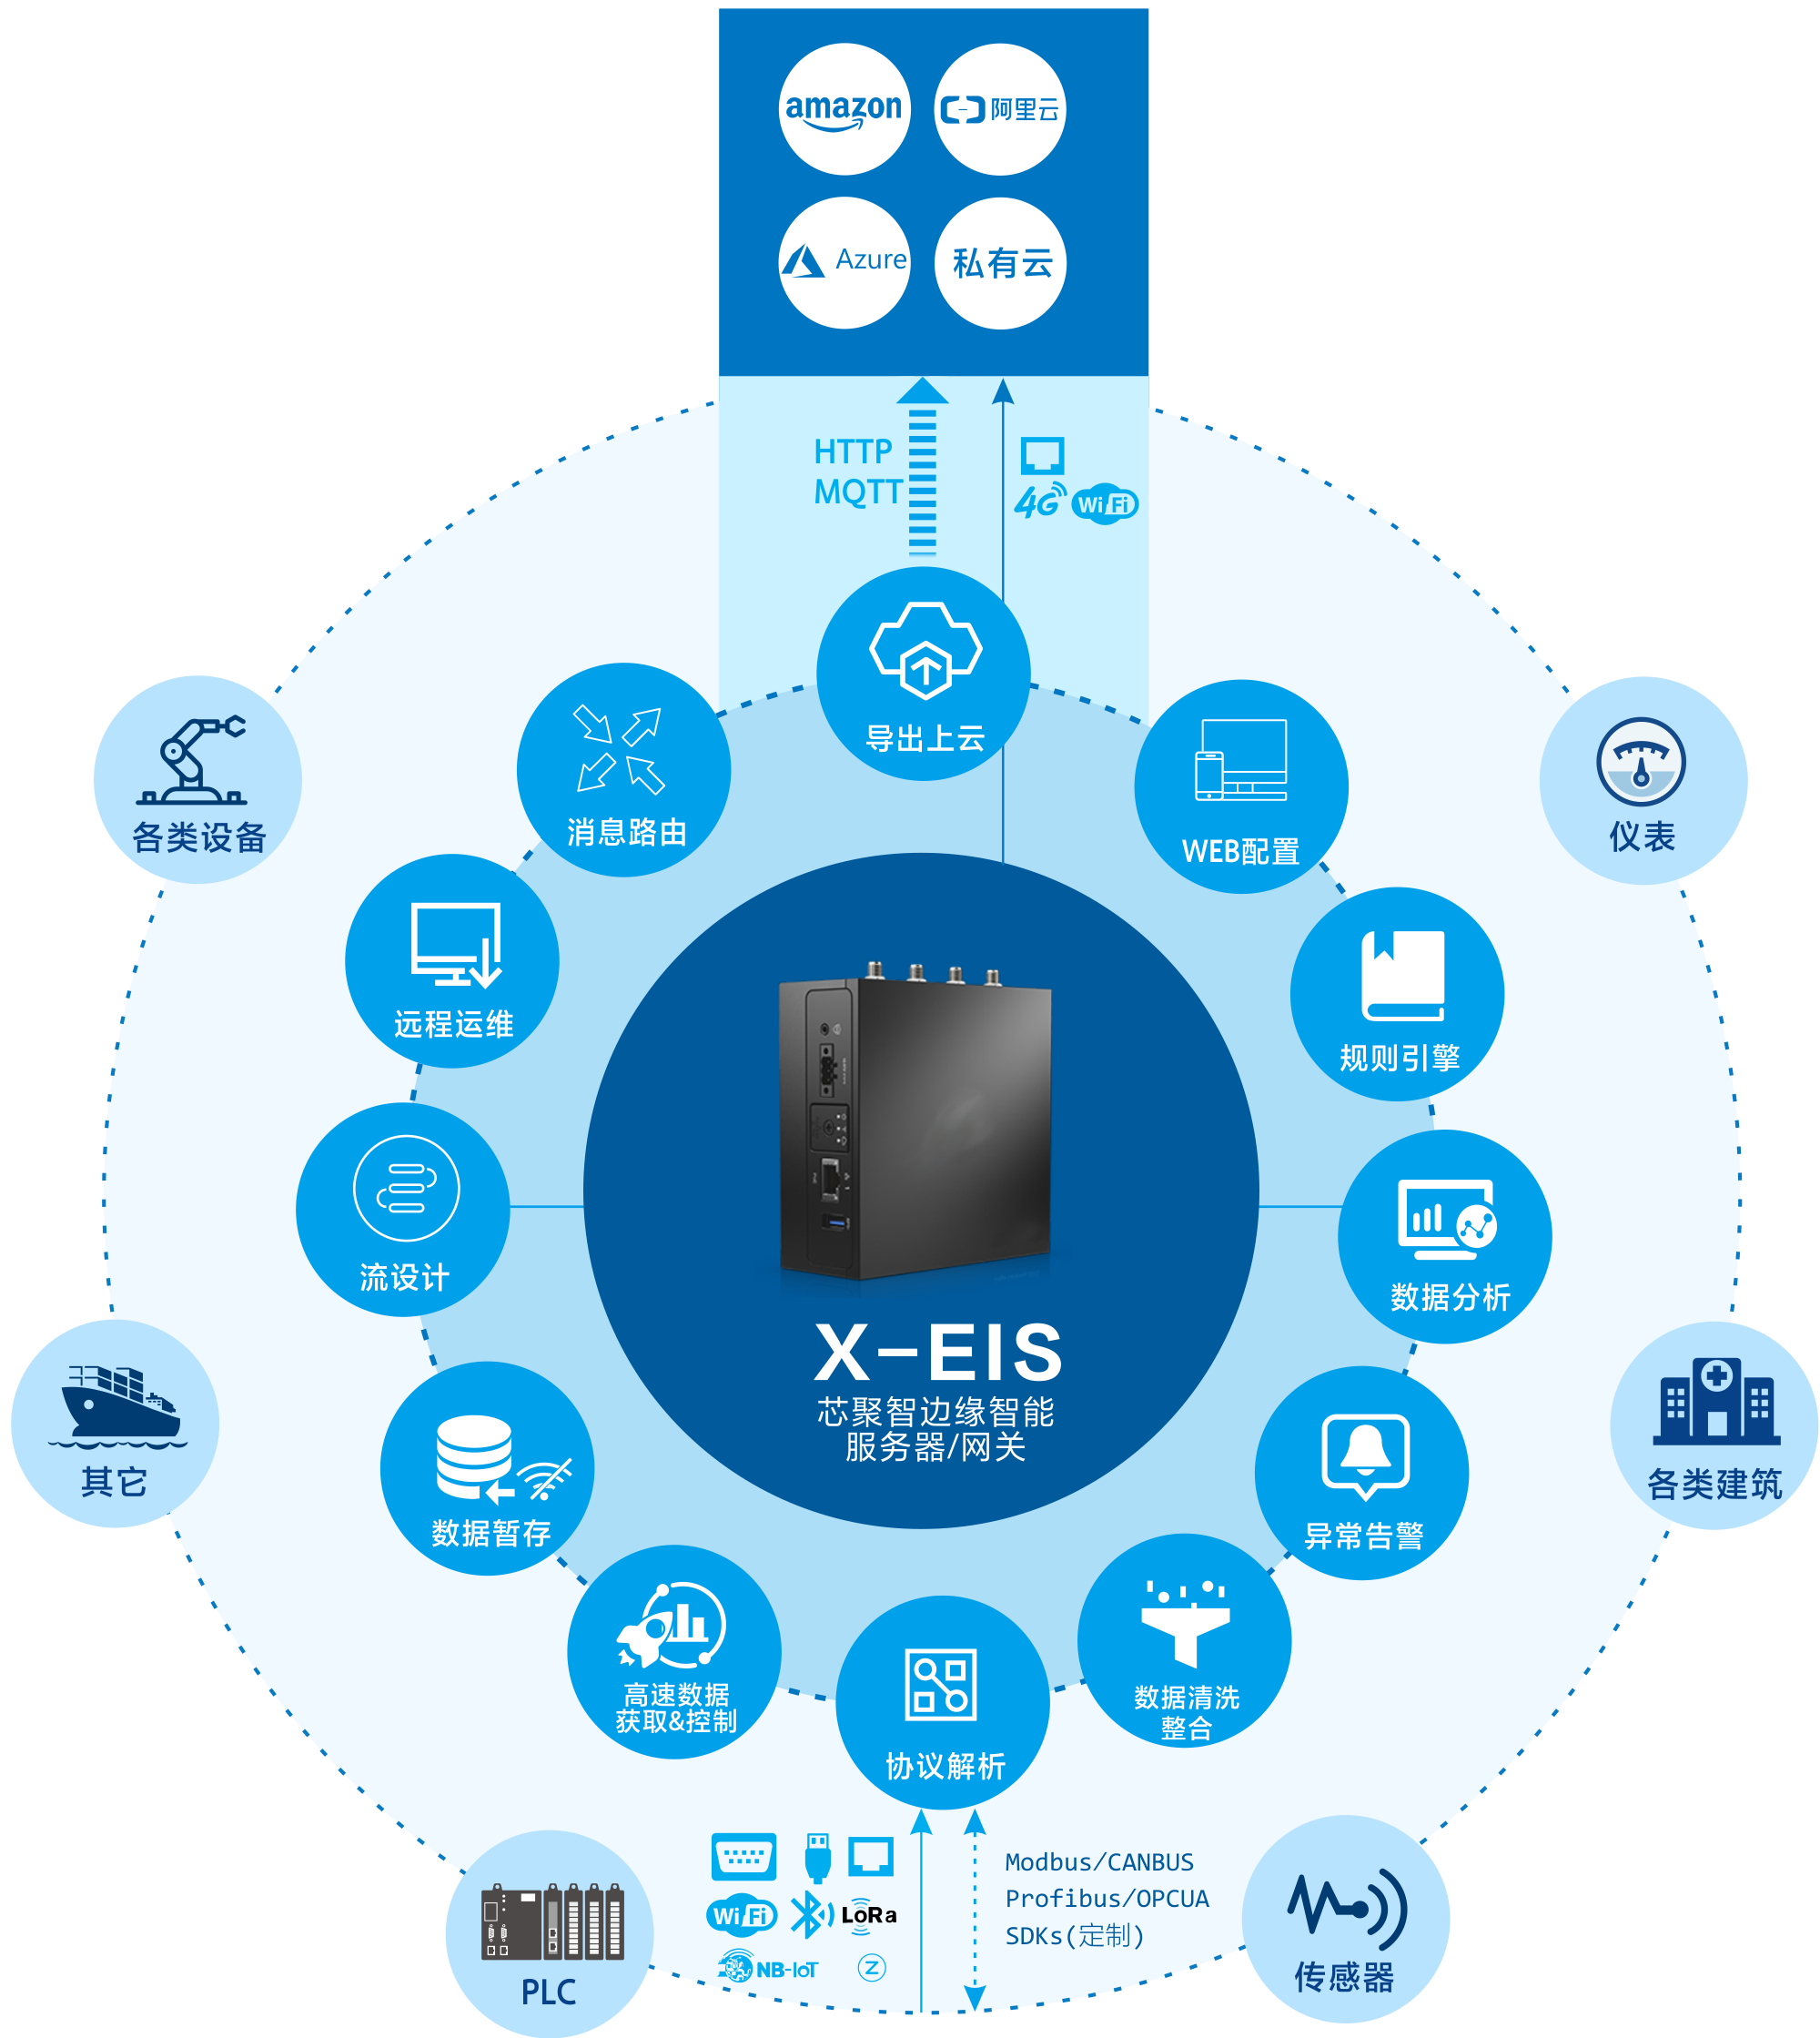 amazon
阿里云
Azure
私有云
HTTP
MQTT
4G
WiFi
导出上云
消息路由
WEB配置
各类设备
仪表
远程运维
规则引擎
流设计
数据分析
X-EIS
芯聚智边缘智能
服务器/网关
其它
各类建筑
数据暂存
异常告警
高速数据
获取&控制
数据清洗
整合
协议解析
Modbus/CANBUS
Profibus/OPCUA
SDKs(定制)
WiFi
LoRa
NB-IoT
Z
PLC
传感器